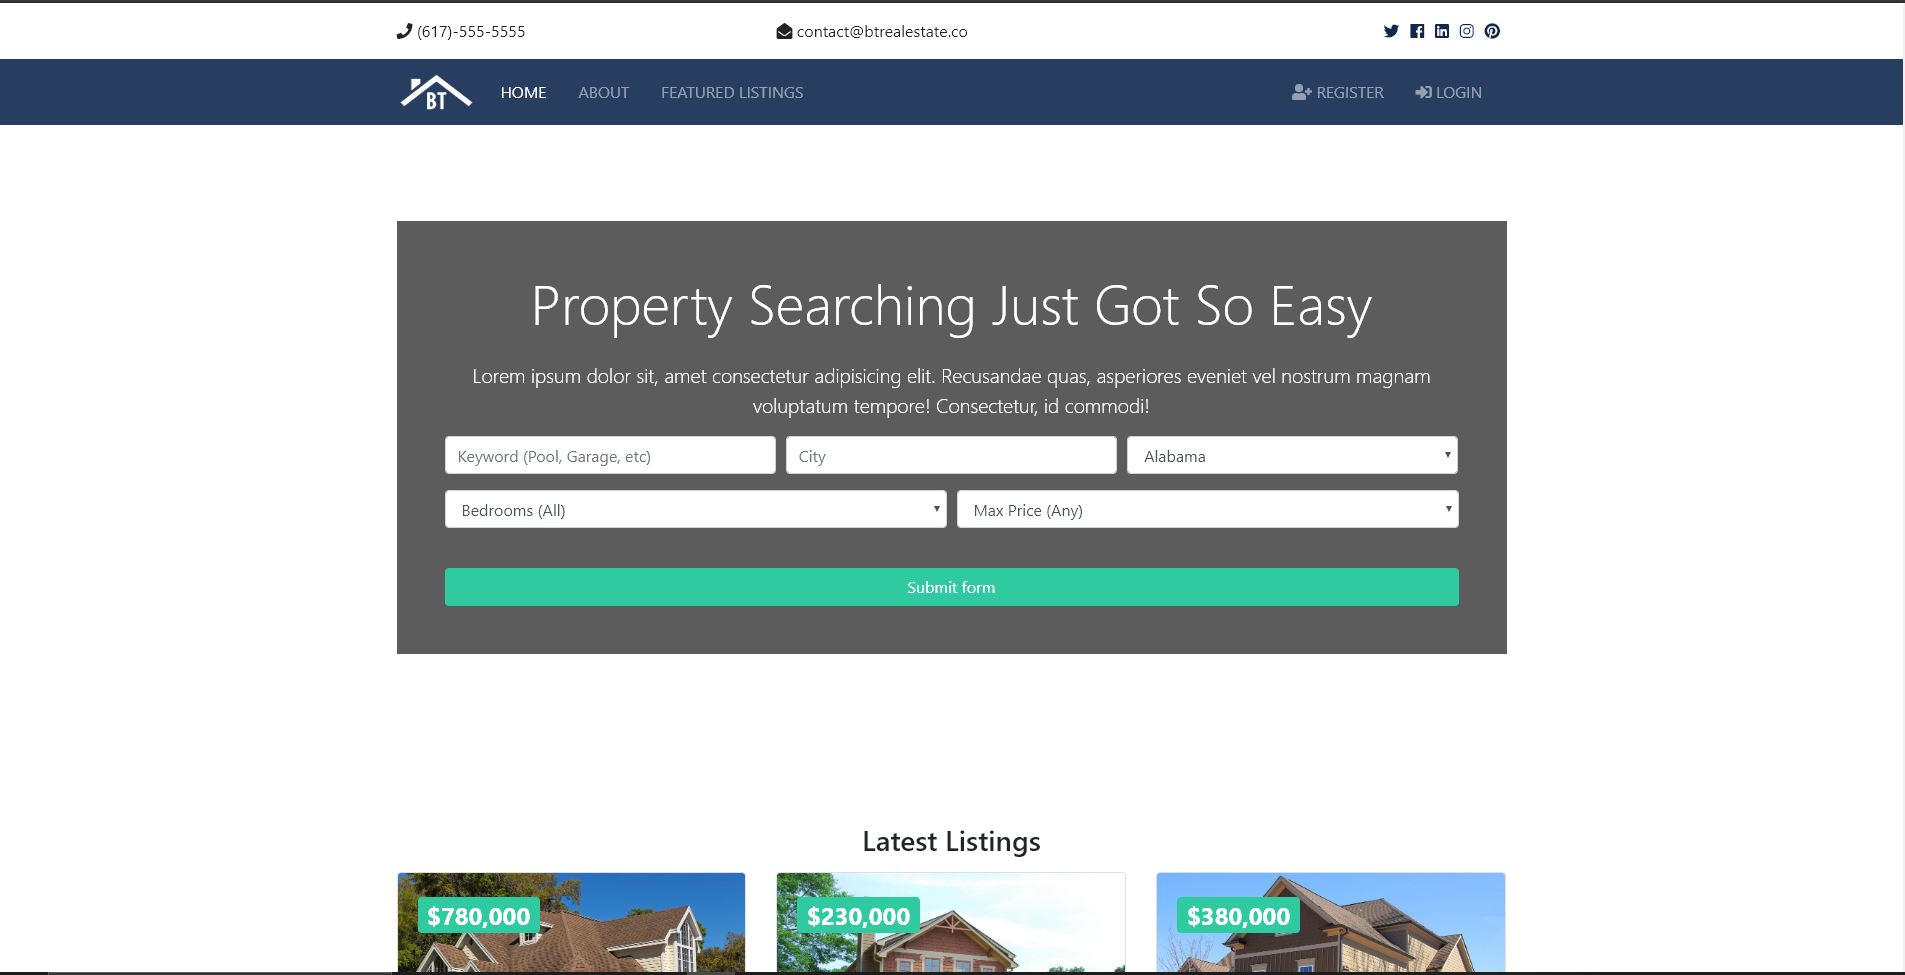 (617)-555-5555
contact@btrealestate.co
BT
HOME
ABOUT
FEATURED LISTINGS
REGISTER
LOGIN
Property Searching Just Got So Easy
Lorem ipsum dolor sit, amet consectetur adipisicing elit. Recusandae quas, asperiores eveniet vel nostrum magnam
voluptatum tempore! Consectetur, id commodi!
Keyword (Pool, Garage, etc)
City
Alabama
Bedrooms (All)
Max Price (Any)
Submit form
Latest Listings
$780,000
$230,000
$380,000